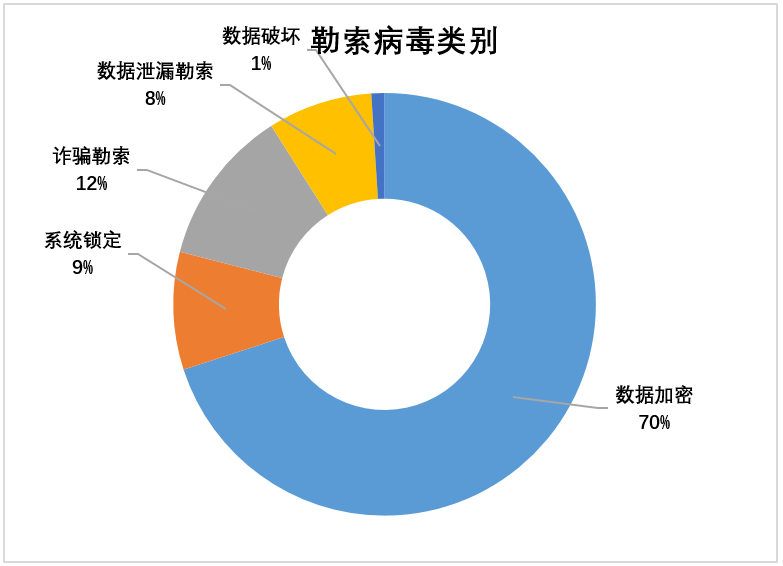 勒索病毒类别
数据破坏
1%
数据泄漏勒索
8%
诈骗勒索
12%
系统锁定
9%
数据加密
70%